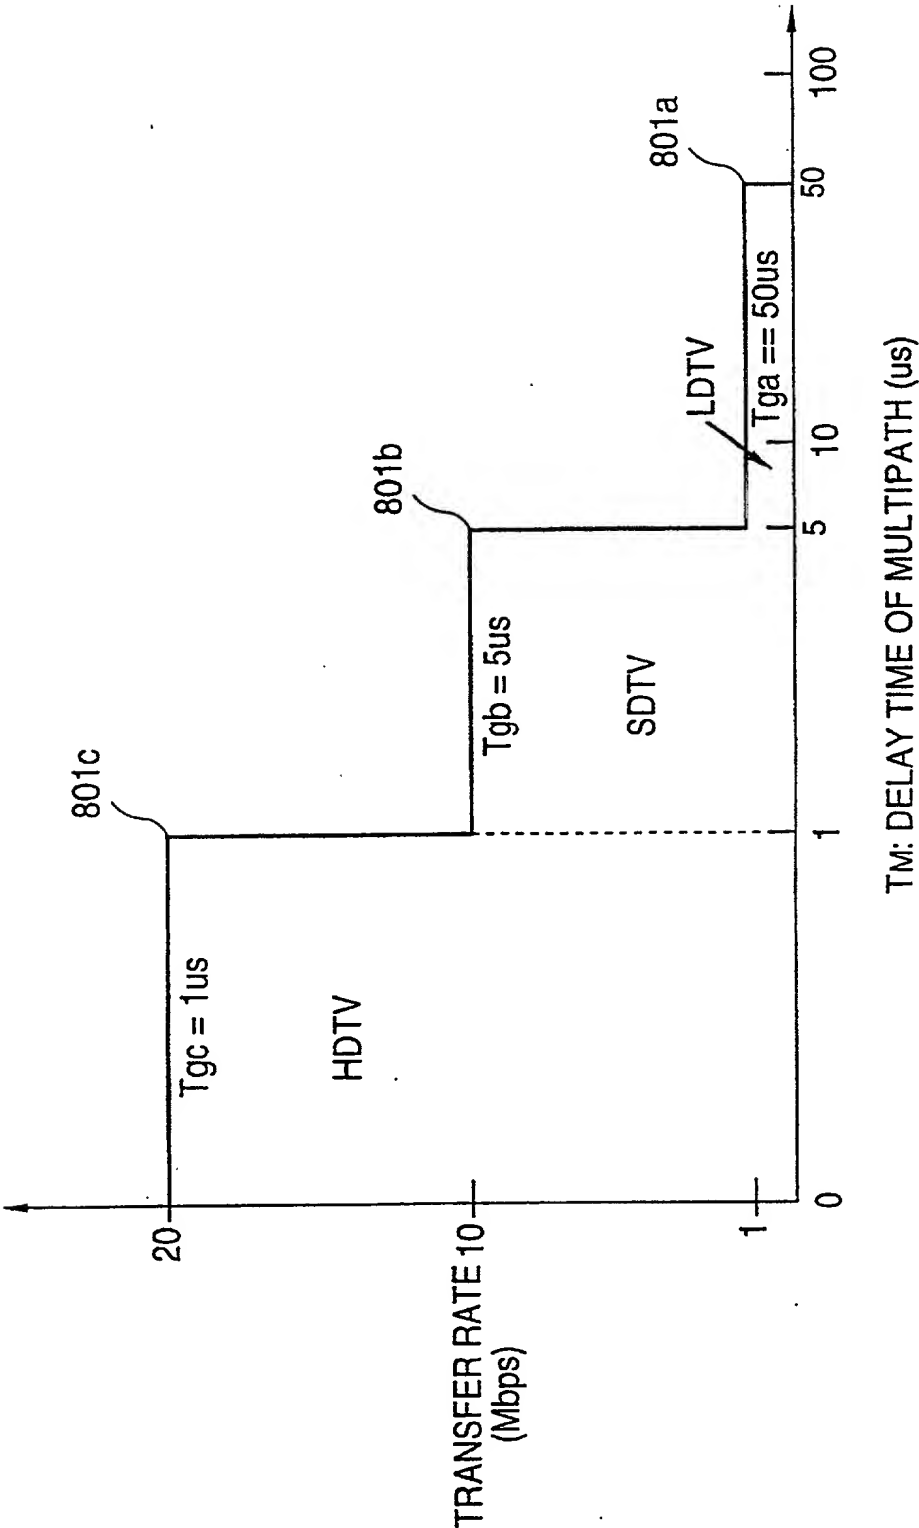 801c
20
Tgc = 1us
HDTV
801b
TRANSFER RATE 10
(Mbps)
Tgb = 5us
SDTV
801a
LDTV
Tga == 50us
1
0
1
5
10
50
100
TM: DELAY TIME OF MULTIPATH (us)